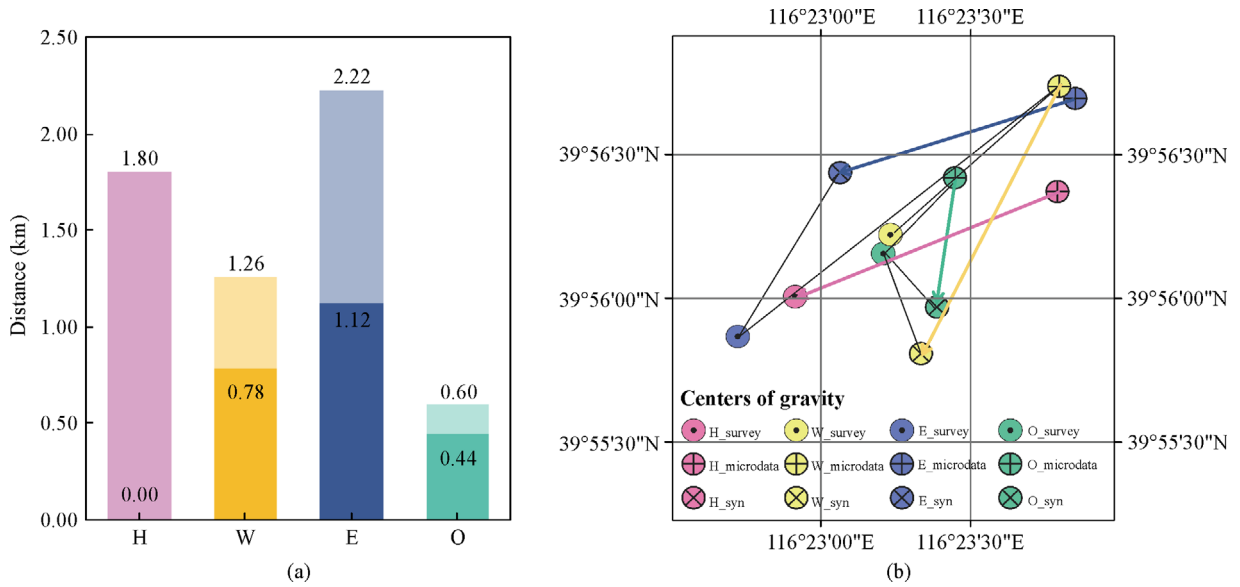 2.50
2.00
1.50
1.00
0.50
0.00
Distance (km)
1.80
0.00
1.26
0.78
2.22
1.12
0.60
0.44
H W E O
(a)
116°23'00"E 116°23'30"E
39°56'30"N 39°56'30"N
39°56'00"N 39°56'00"N
39°55'30"N 39°55'30"N
Centers of gravity
H_survey W_survey E_survey O_survey
H_microdata W_microdata E_microdata O_microdata
H_syn W_syn E_syn O_syn
116°23'00"E 116°23'30"E
(b)